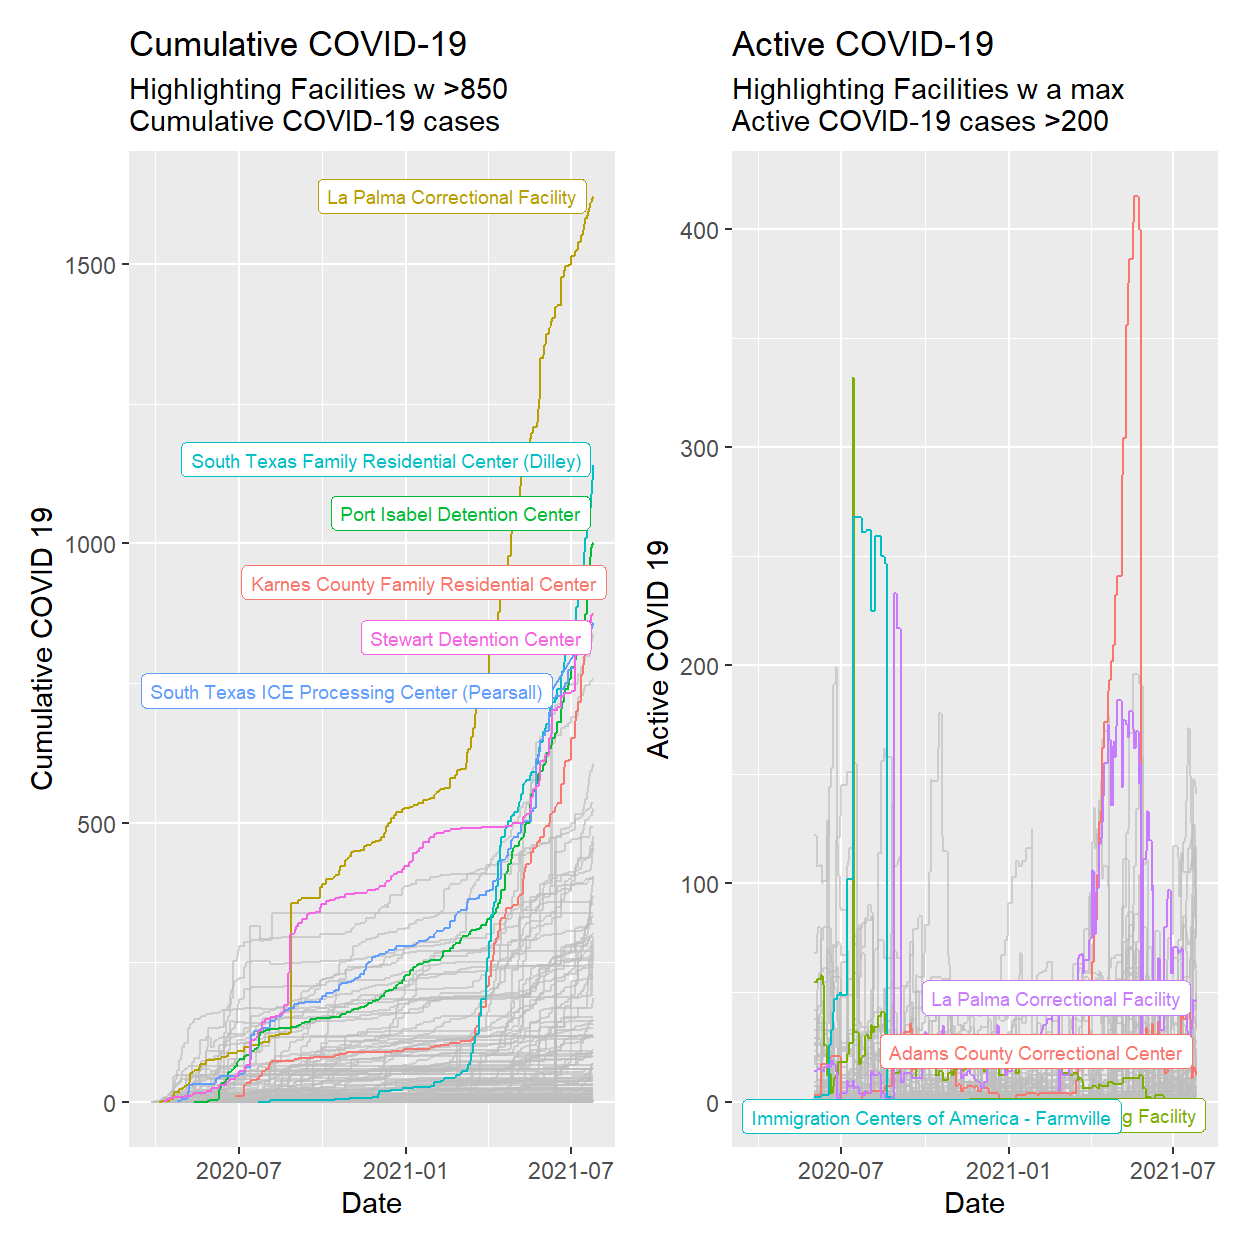 Cumulative COVID-19
Highlighting Facilities w >850
Cumulative COVID-19 cases
Cumulative COVID 19
1500
1000
500
0
La Palma Correctional Facility
South Texas Family Residential Center (Dilley)
Port Isabel Detention Center
Karnes County Family Residential Center
Stewart Detention Center
South Texas ICE Processing Center (Pearsall)
2020-07 2021-01 2021-07
Date
Active COVID-19
Highlighting Facilities w a max
Active COVID-19 cases >200
Active COVID 19
400
300
200
100
0
La Palma Correctional Facility
Adams County Correctional Center
Immigration Centers of America - Farmville
g Facility
2020-07 2021-01 2021-07
Date